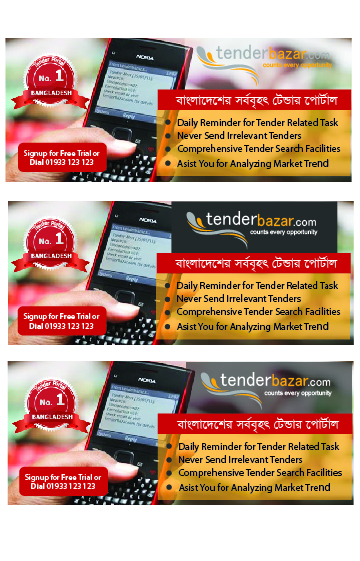 Tender Portal
No. 1
BANGLADESH
Signup for Free Trial or
Dial 01933 123 123
NOKIA
tenderbazar.com
counts every opportunity
বাংলাদেশের সর্ববৃহৎ টেন্ডার পোর্টাল
Daily Reminder for Tender Related Task
Never Send Irrelevant Tenders
Comprehensive Tender Search Facilities
Asist You for Analyzing Market Trend
Tender Portal
No. 1
BANGLADESH
Signup for Free Trial or
Dial 01933 123 123
NOKIA
tenderbazar.com
counts every opportunity
বাংলাদেশের সর্ববৃহৎ টেন্ডার পোর্টাল
Daily Reminder for Tender Related Task
Never Send Irrelevant Tenders
Comprehensive Tender Search Facilities
Asist You for Analyzing Market Trend
Tender Portal
No. 1
BANGLADESH
Signup for Free Trial or
Dial 01933 123 123
NOKIA
tenderbazar.com
counts every opportunity
বাংলাদেশের সর্ববৃহৎ টেন্ডার পোর্টাল
Daily Reminder for Tender Related Task
Never Send Irrelevant Tenders
Comprehensive Tender Search Facilities
Asist You for Analyzing Market Trend